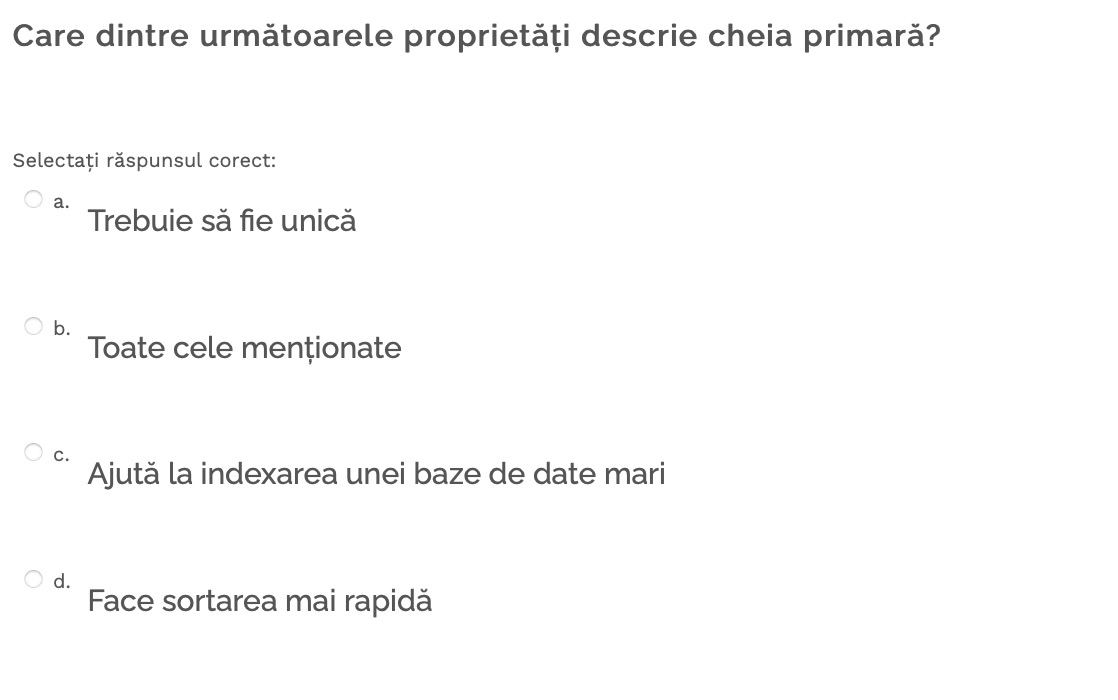 Care dintre următoarele proprietăți descrie cheia primară?
Selectați răspunsul corect:
a.
Trebuie să fie unică
b.
Toate cele menționate
c.
Ajută la indexarea unei baze de date mari
d.
Face sortarea mai rapidă